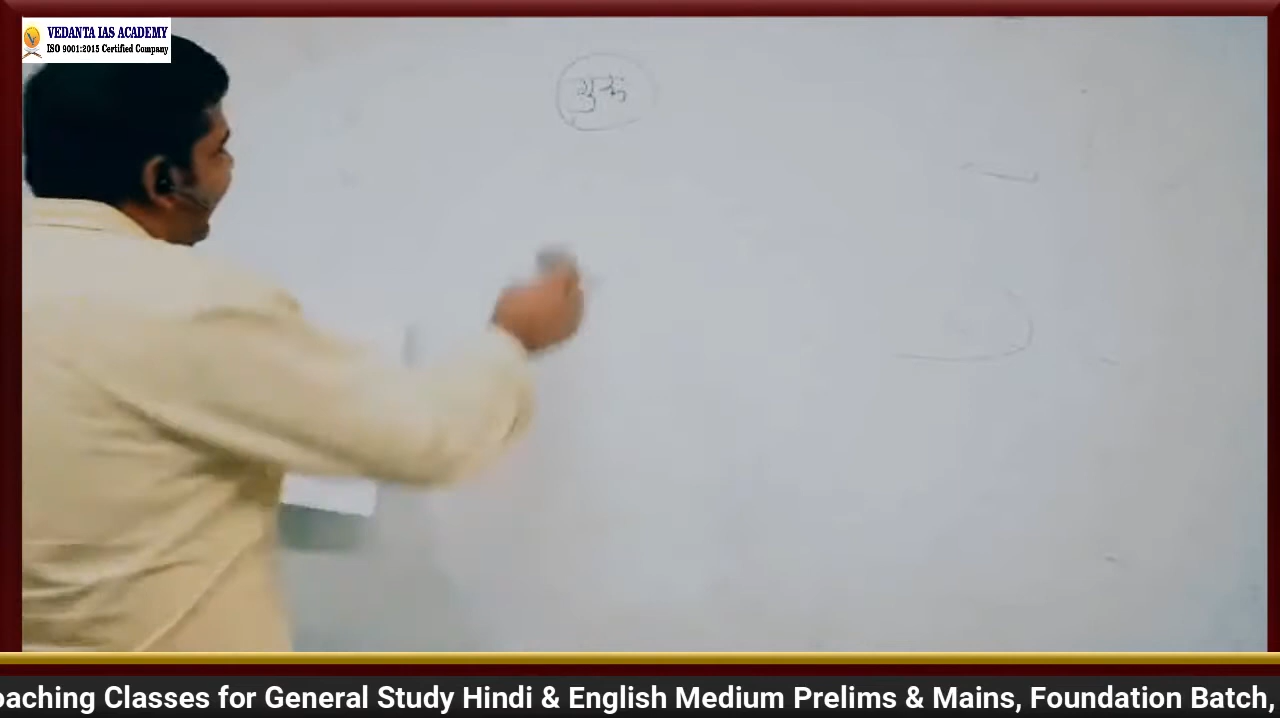 VEDANTA IAS ACADEMY
ISO 9001:2015 Certified Company
oaching Classes for General Study Hindi & English Medium Prelims & Mains, Foundation Batch,